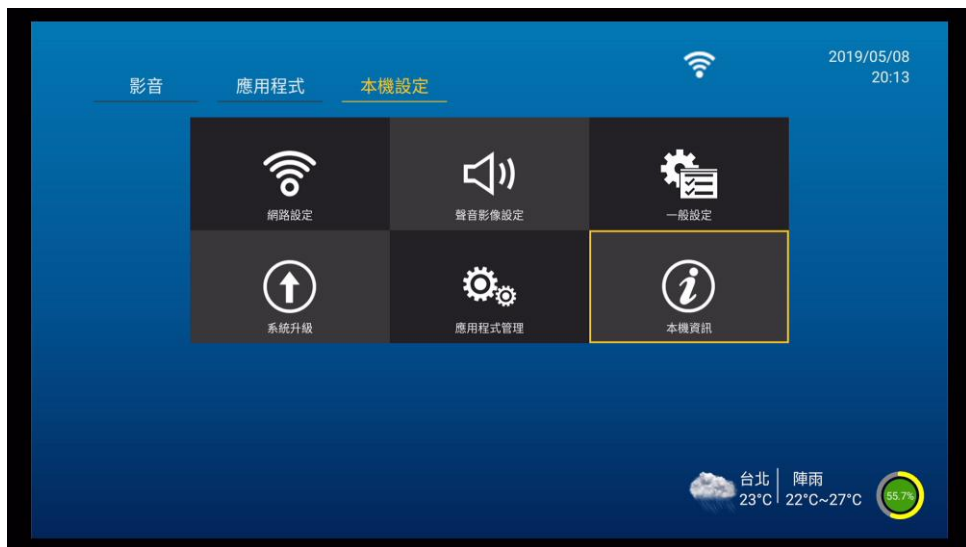 2019/05/08
20:13
影音 應用程式 本機設定
網路設定 聲音影像設定 一般設定
系統升級 應用程式管理 本機資訊
台北 陣雨
23°C 22°C~27°C
55.7%